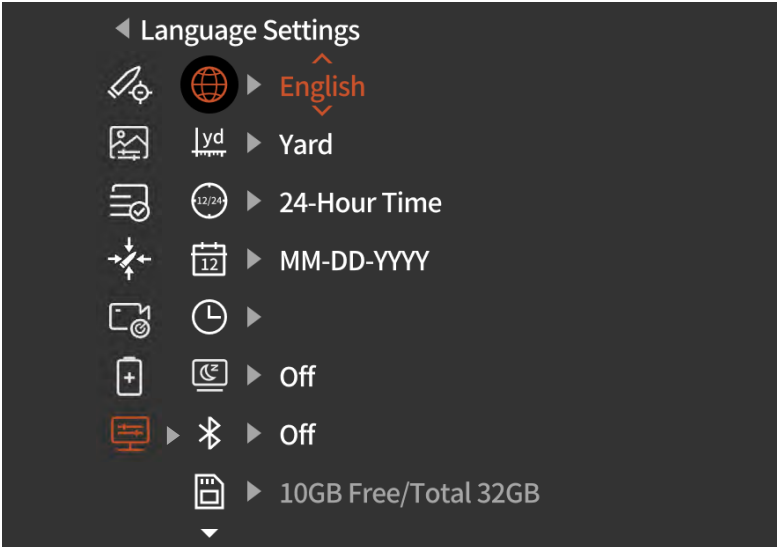 Language Settings
English
yd
Yard
12/24
24-Hour Time
12
MM-DD-YYYY
Off
Off
10GB Free/Total 32GB